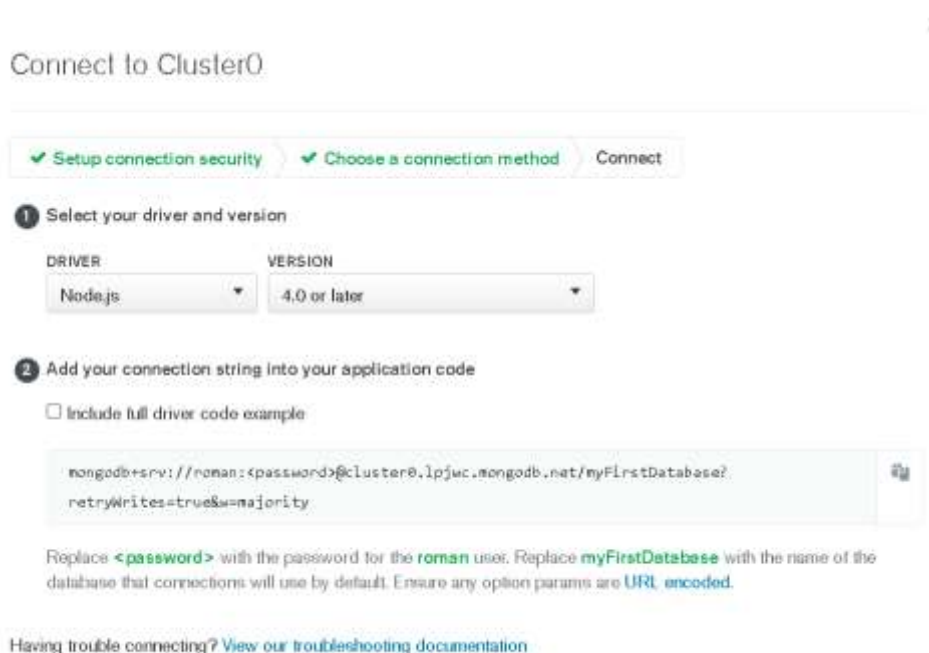 Connect to Cluster0
✔ Setup connection security
✔ Choose a connection method
Connect
1 Select your driver and version
DRIVER
VERSION
Node.js
4.0 or later
2 Add your connection string into your application code
Include full driver code example
mongodb+srv://roman:<password>@cluster0.lpjwc.mongodb.net/myFirstDatabase?
retryWrites=true&w=majority
Replace <password> with the password for the roman user. Replace myFirstDatabase with the name of the
database that connections will use by default. Ensure any option params are URL encoded.
Having trouble connecting? View our troubleshooting documentation